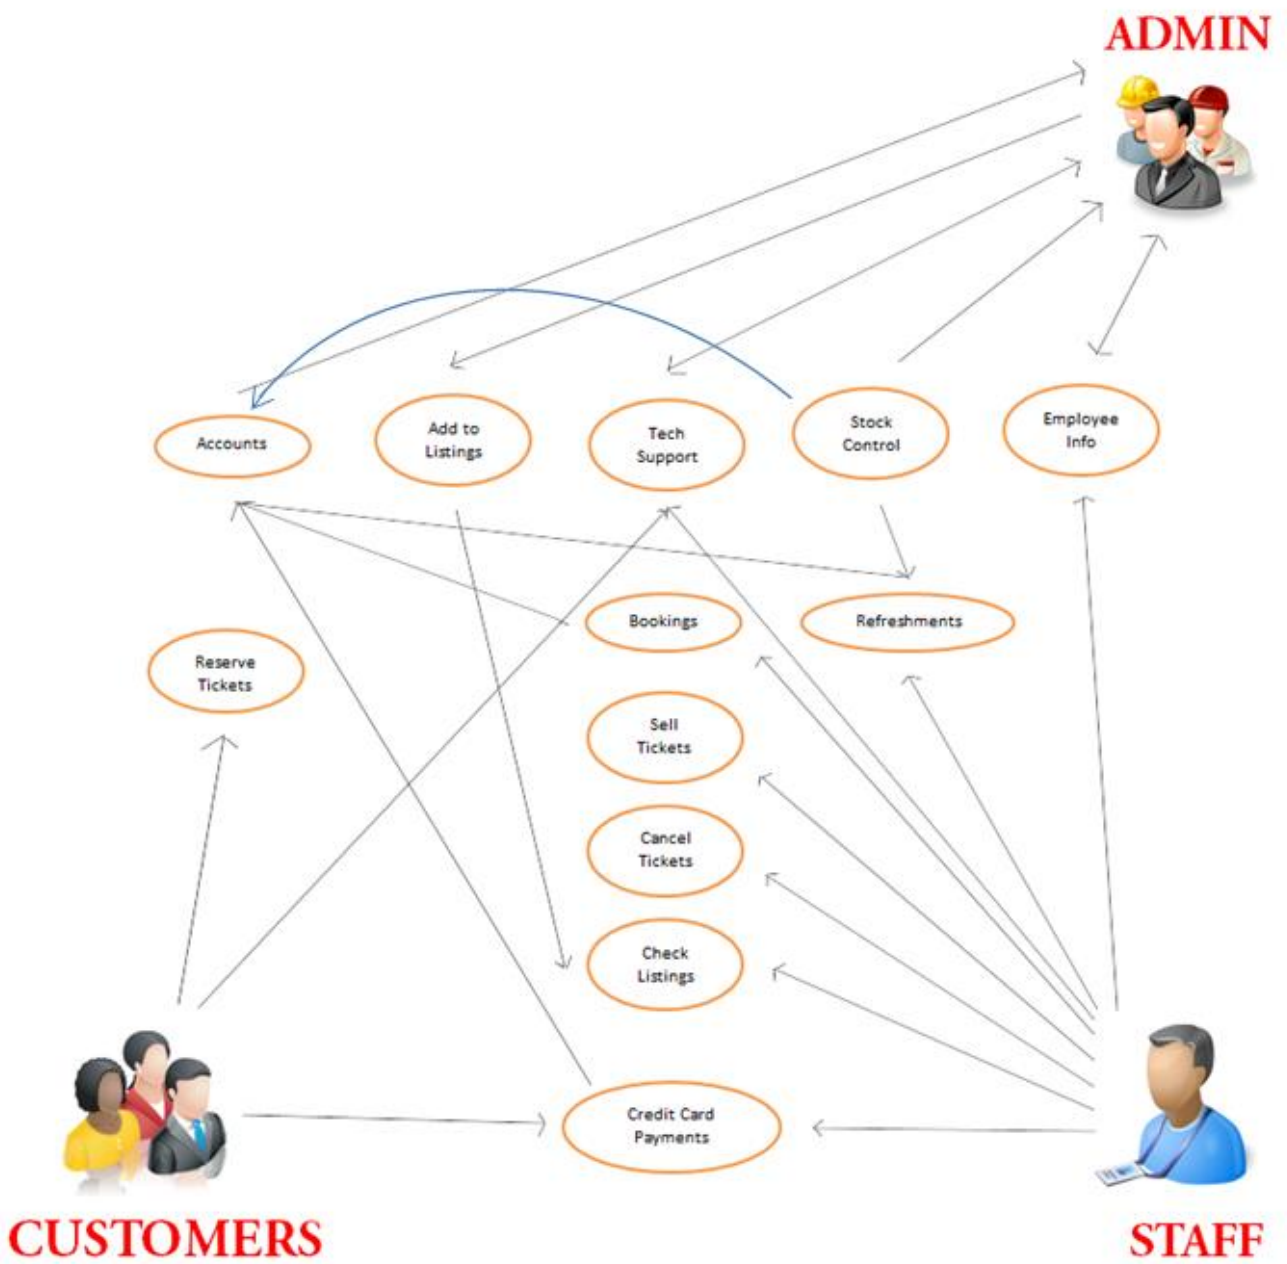 ADMIN
Accounts
Add to
Listings
Tech
Support
Stock
Control
Employee
Info
Bookings
Refreshments
Reserve
Tickets
Sell
Tickets
Cancel
Tickets
Check
Listings
Credit Card
Payments
CUSTOMERS
STAFF